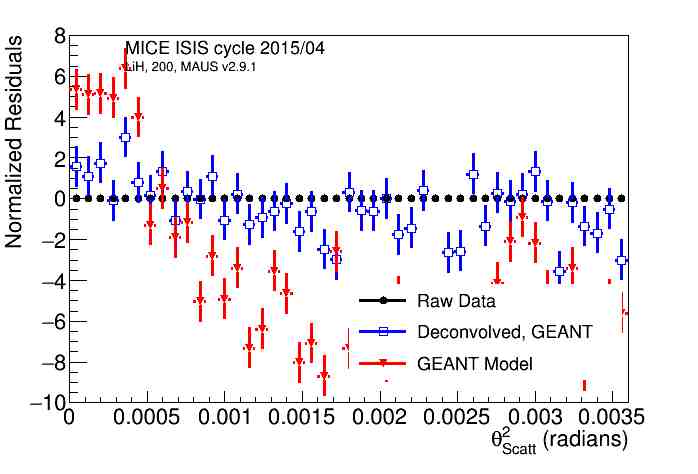 Normalized Residuals
8
6
4
2
0
−2
−4
−6
−8
−10
MICE ISIS cycle 2015/04
LiH, 200, MAUS v2.9.1
Raw Data
Deconvolved, GEANT
GEANT Model
0 0.0005 0.001 0.0015 0.002 0.0025 0.003 0.0035
θ²Scatt (radians)